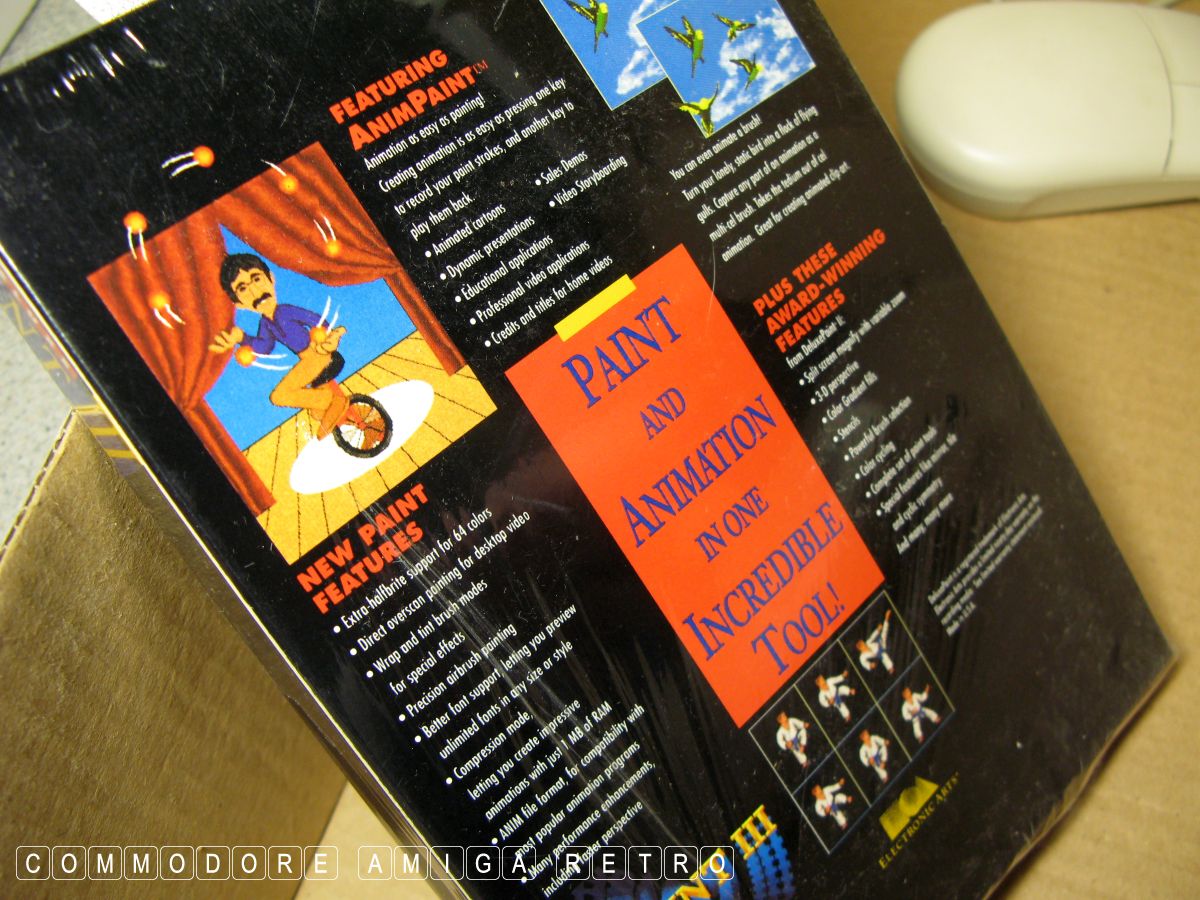 FEATURING
ANIMPAINT™
Animation as easy as painting!
Creating animation is as easy as pressing one key
to record your paint strokes, and another key to
play them back.
• Animated cartoons
• Dynamic presentations
• Educational applications
• Professional video applications
• Credits and titles for home videos
• Sales Demos
• Video Storyboarding
You can even animate a brush!
Turn your lonely, static bird into a flock of flying
gulls. Capture any part of an animation as a
multi-cel brush. Takes the tedium out of cel
animation. Great for creating animated clip-art.
PAINT
AND
ANIMATION
IN ONE
INCREDIBLE
TOOL!
PLUS THESE
AWARD-WINNING
FEATURES
from DeluxePaint II:
• Split screen magnify with variable zoom
• 3-D perspective
• Color Gradient fills
• Stencils
• Powerful brush selection
• Color cycling
• Complete set of paint tools
• Special features like mirror, tile
and cyclic symmetry
And many, many more
NEW PAINT
FEATURES
• Extra-halfbrite support for 64 colors
• Direct overscan painting for desktop video
• Wrap and tint brush modes
for special effects
• Precision airbrush painting
• Better font support letting you preview
unlimited fonts in any size or style
• Compression mode,
letting you create impressive
animations with just 1 MB of RAM
• ANIM file format, for compatibility with
most popular animation programs
• Many performance enhancements,
including faster perspective
Made in U.S.A.
NT III
ELECTRONIC ARTS®
COMMODORE AMIGA RETRO